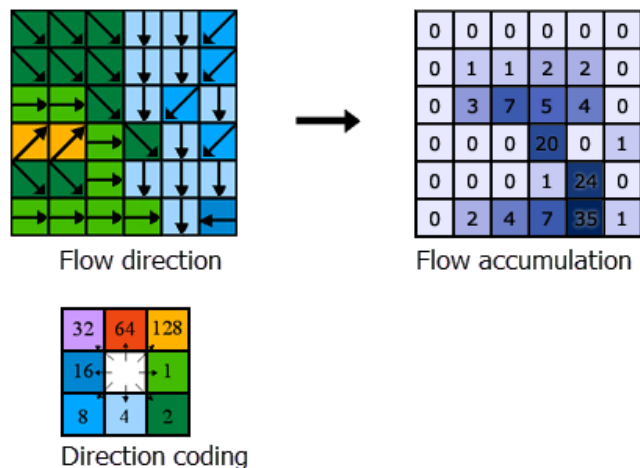 0 0 0 0 0 0
0 1 1 2 2 0
0 3 7 5 4 0
0 0 0 20 0 1
0 0 0 1 24 0
0 2 4 7 35 1
Flow direction
Flow accumulation
32 64 128
16 1
8 4 2
Direction coding